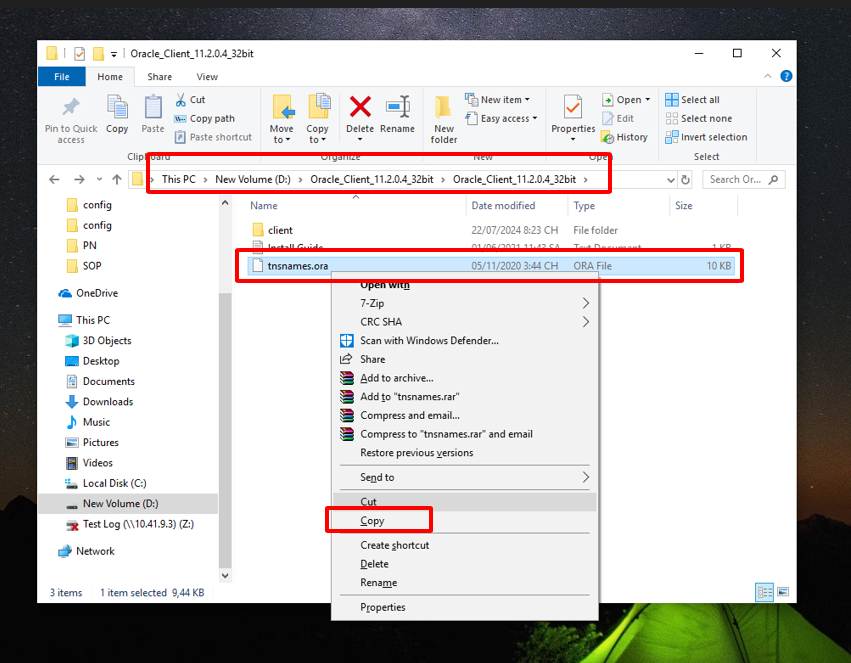 Oracle_Client_11.2.0.4_32bit
File Home Share View
Pin to Quick access
Copy
Paste
Cut
Copy path
Paste shortcut
Clipboard
Move to
Copy to
Delete
Rename
Organize
New folder
New item
Easy access
New
Properties
Open
Edit
History
Open
Select all
Select none
Invert selection
Select
This PC > New Volume (D:) > Oracle_Client_11.2.0.4_32bit > Oracle_Client_11.2.0.4_32bit >
Search Or...
config
config
PN
SOP
OneDrive
This PC
3D Objects
Desktop
Documents
Downloads
Music
Pictures
Videos
Local Disk (C:)
New Volume (D:)
Test Log (\\10.41.9.3) (Z:)
Network
Name Date modified Type Size
client 22/07/2024 8:23 CH File folder
Install Guide 01/06/2021 11:43 SA Text Document 1 KB
tnsnames.ora 05/11/2020 3:44 CH ORA File 10 KB
Open with
7-Zip
CRC SHA
Scan with Windows Defender...
Share
Add to archive...
Add to "tnsnames.rar"
Compress and email...
Compress to "tnsnames.rar" and email
Restore previous versions
Send to
Cut
Copy
Create shortcut
Delete
Rename
Properties
3 items 1 item selected 9,44 KB